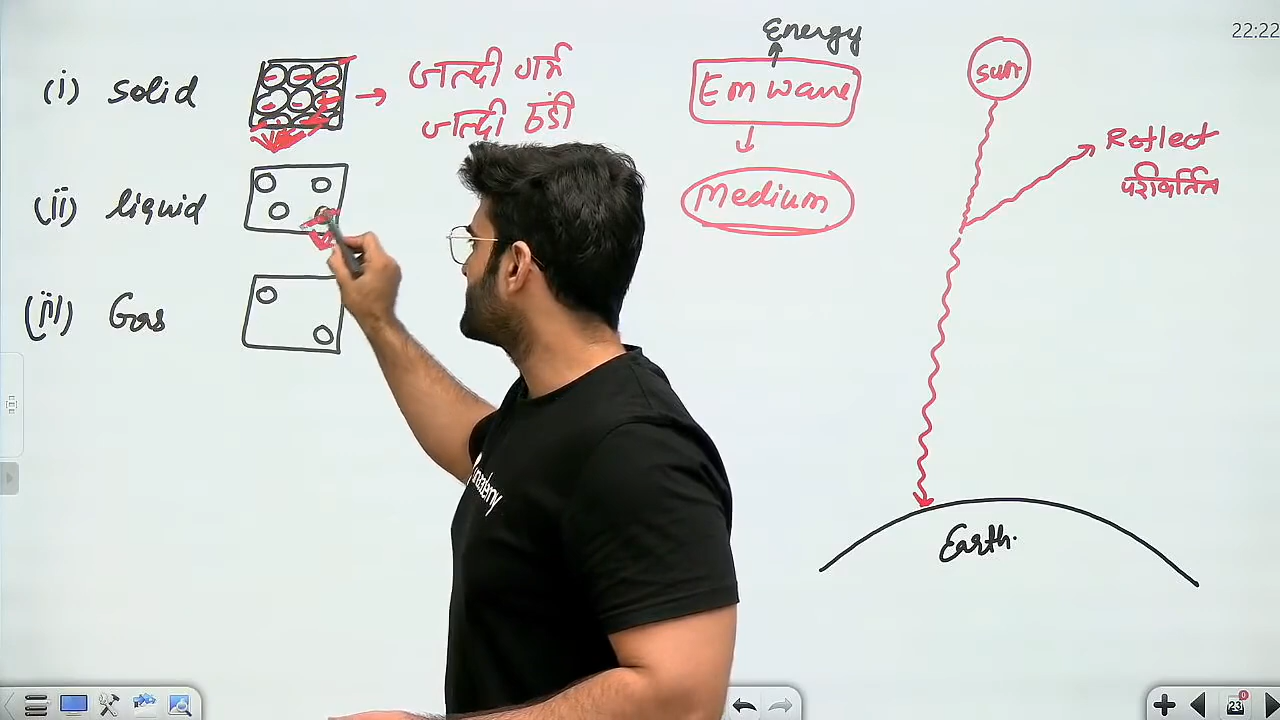 22:22
(i) solid
जल्दी गर्म
जल्दी ठंडी
(ii) liquid
(iii) Gas
Energy
Em wave
Medium
sun
Reflect
परीवर्तित
Earth.
23